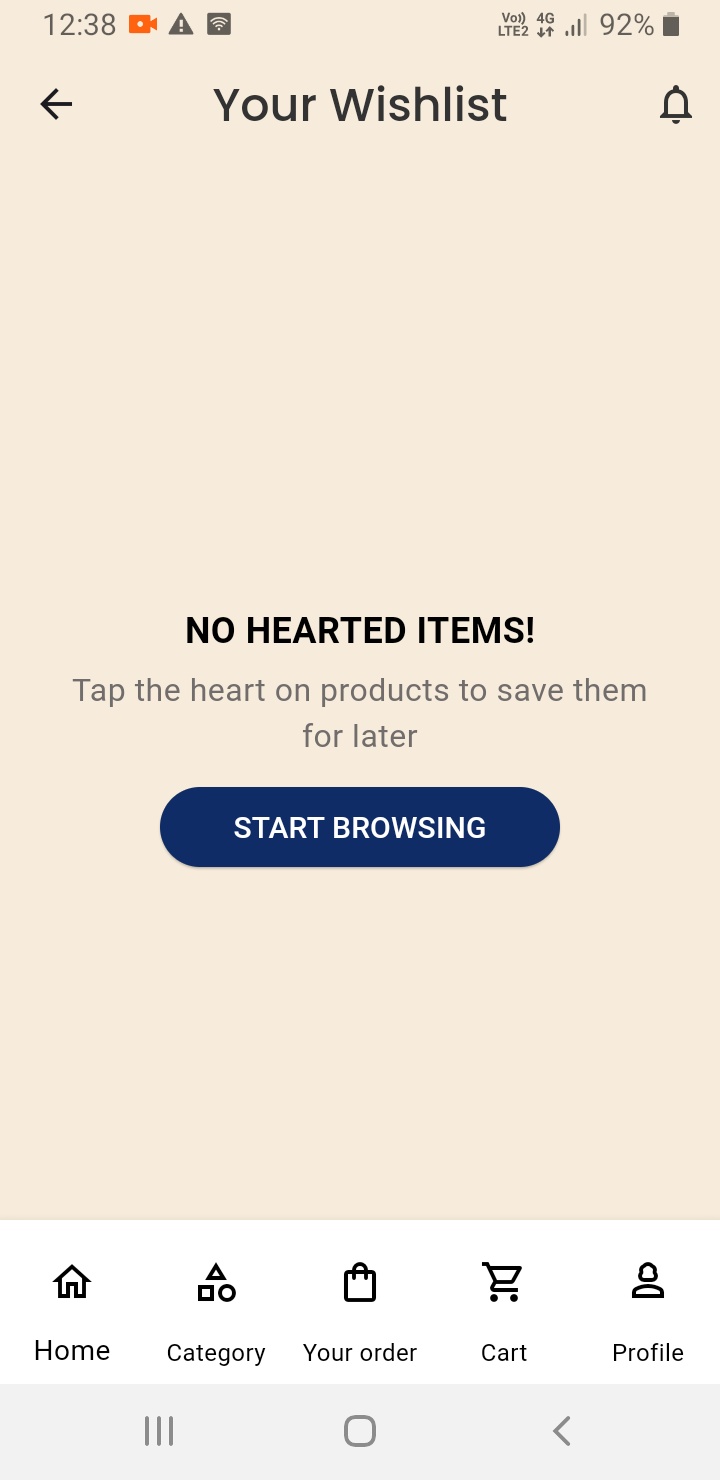 12:38
Vo)) LTE2 4G 92%
Your Wishlist
NO HEARTED ITEMS!
Tap the heart on products to save them
for later
START BROWSING
Home
Category
Your order
Cart
Profile